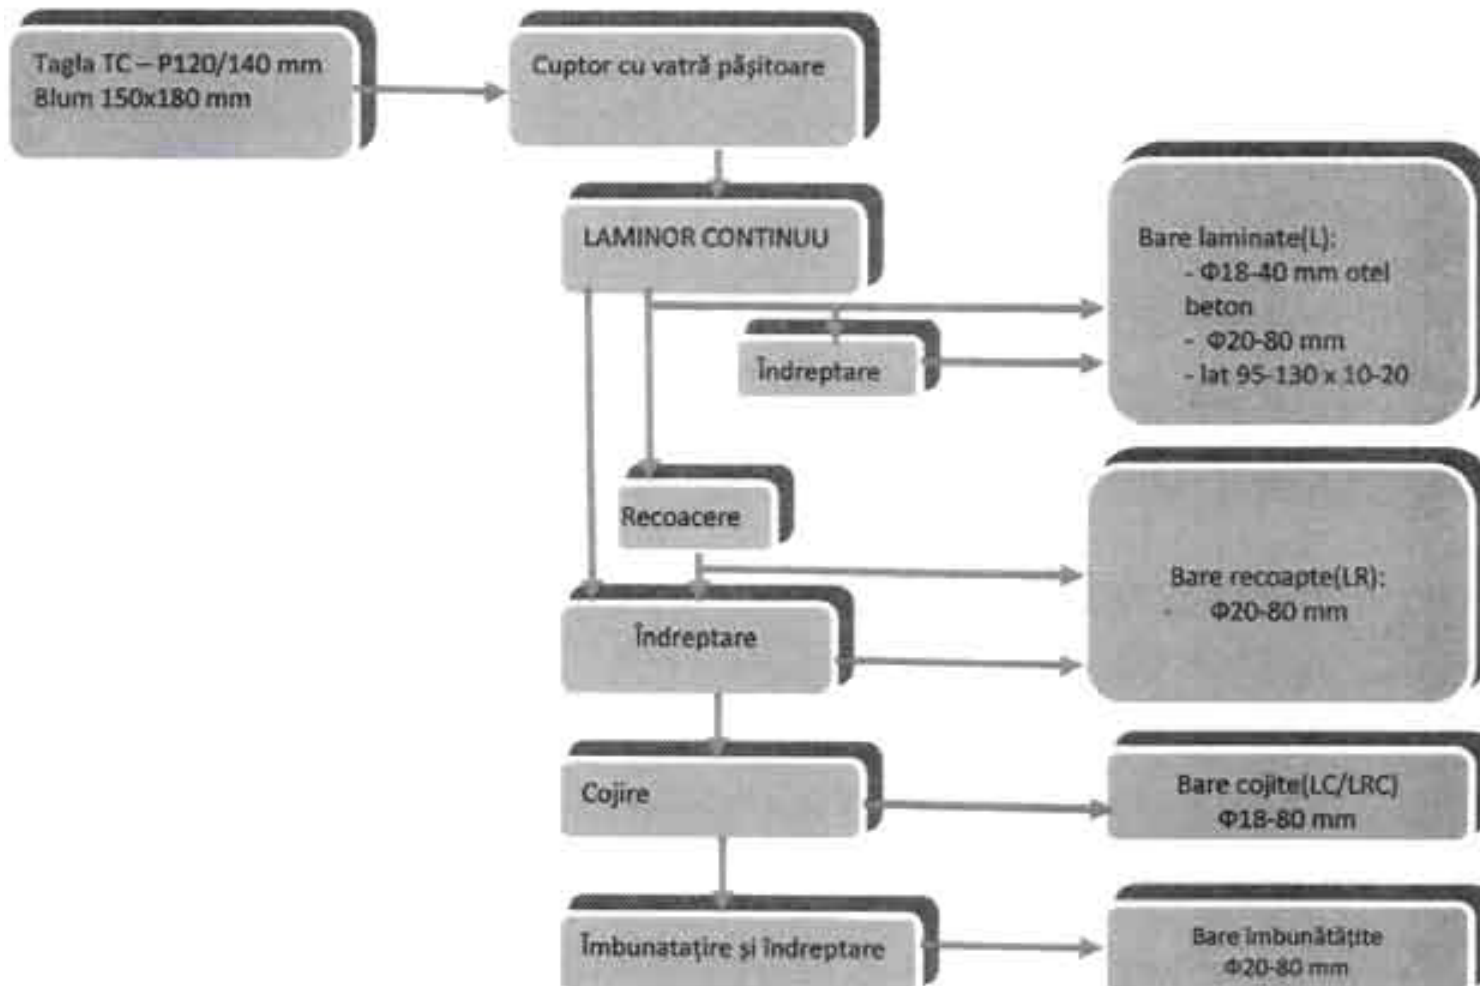 Tagla TC – P120/140 mm
Blum 150x180 mm
Cuptor cu vatră pășitoare
LAMINOR CONTINUU
Bare laminate(L):
- Φ18-40 mm otel
beton
- Φ20-80 mm
- lat 95-130 x 10-20
Îndreptare
Recoacere
Bare recoapte(LR):
- Φ20-80 mm
Îndreptare
Cojire
Bare cojite(LC/LRC)
Φ18-80 mm
Îmbunatațire și îndreptare
Bare îmbunătățite
Φ20-80 mm